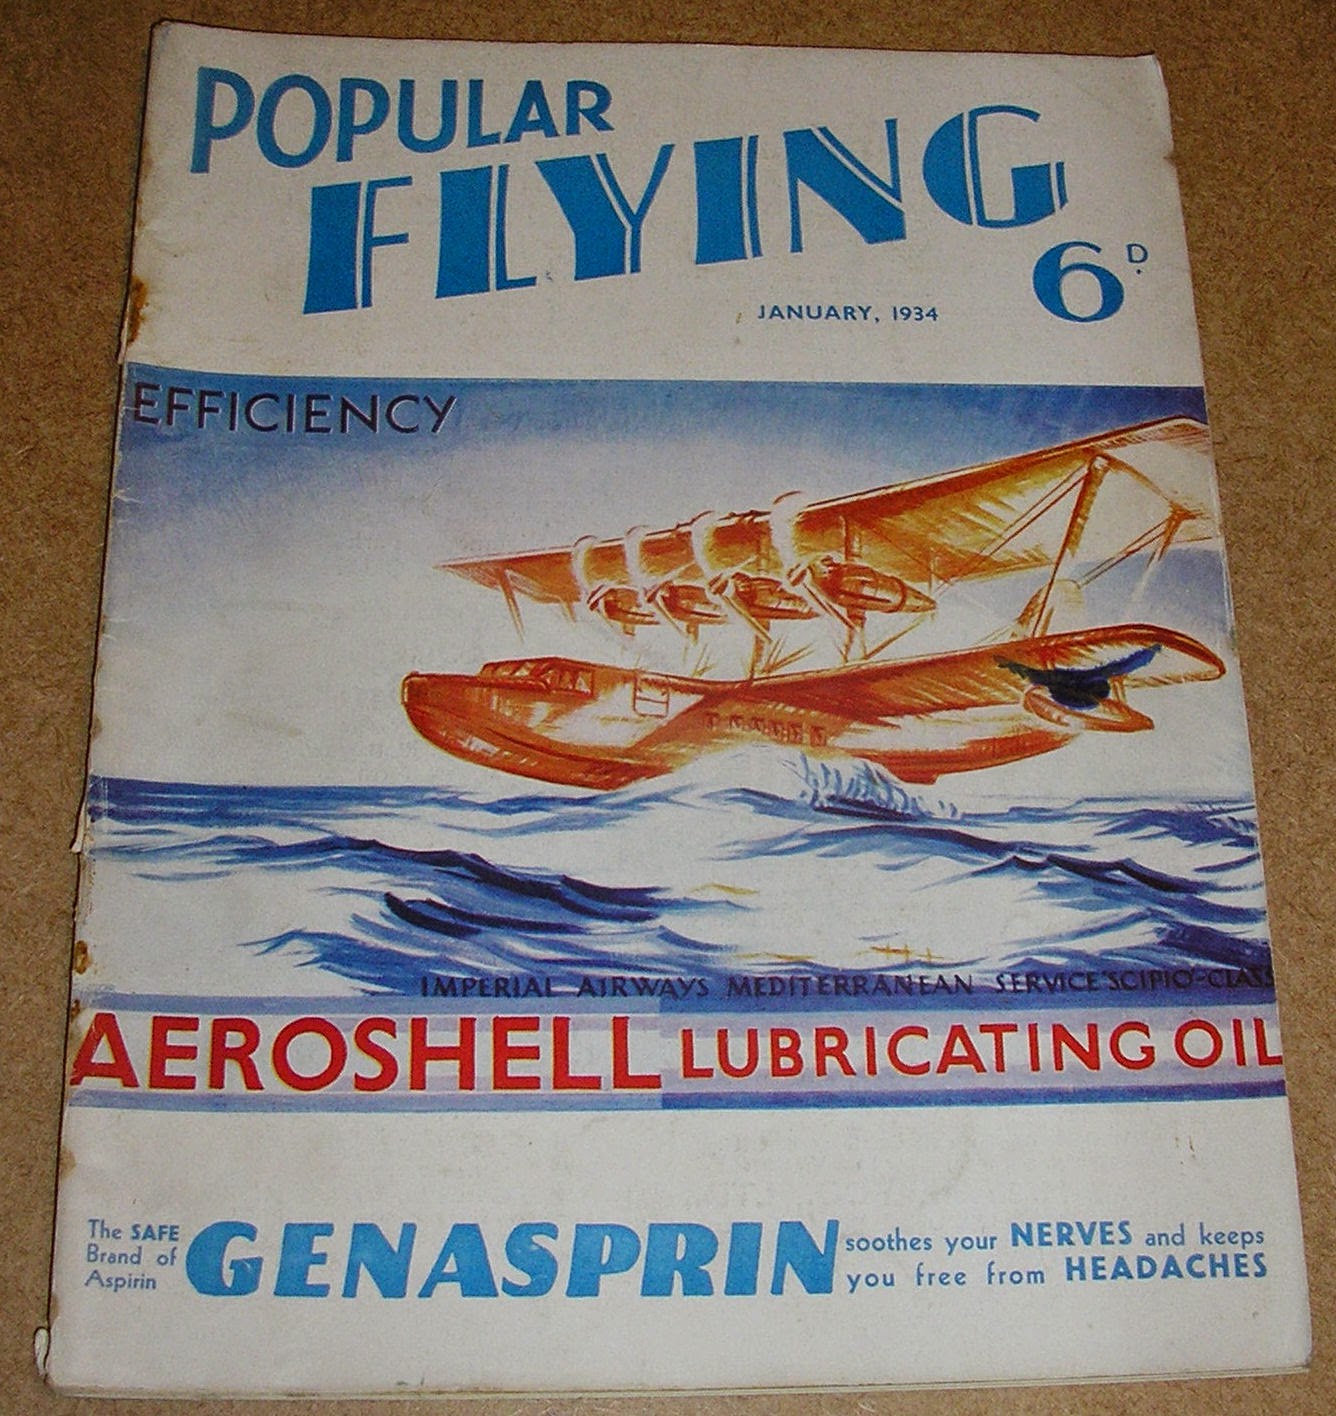 POPULAR
FLYING
6D.
JANUARY, 1934
EFFICIENCY
IMPERIAL AIRWAYS MEDITERRANEAN SERVICE 'SCIPIO-CLASS
AEROSHELL LUBRICATING OIL
The SAFE
Brand of
Aspirin
GENASPRIN
soothes your NERVES and keeps
you free from HEADACHES